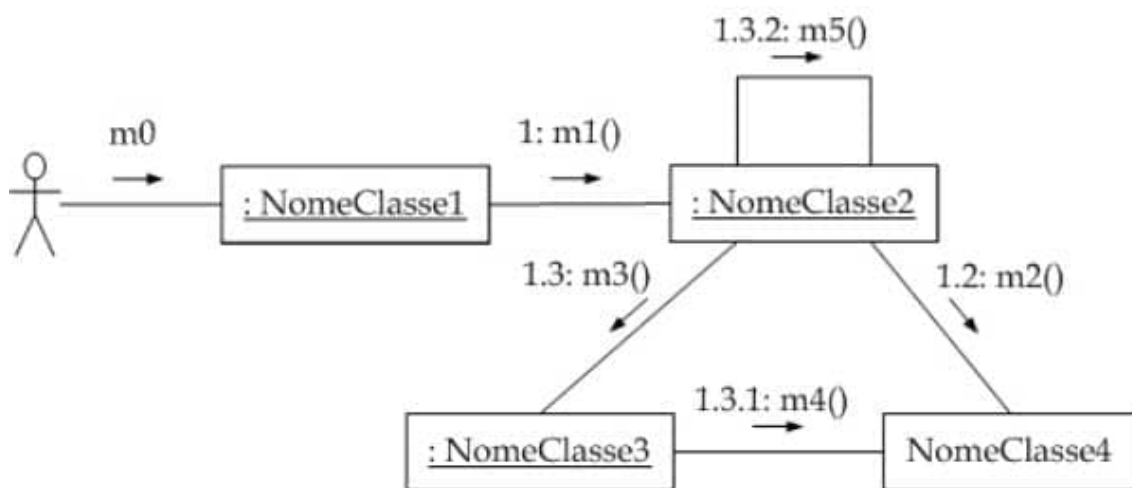 1.3.2: m5()
m0
1: m1()
: NomeClasse1
: NomeClasse2
1.3: m3()
1.2: m2()
1.3.1: m4()
: NomeClasse3
NomeClasse4